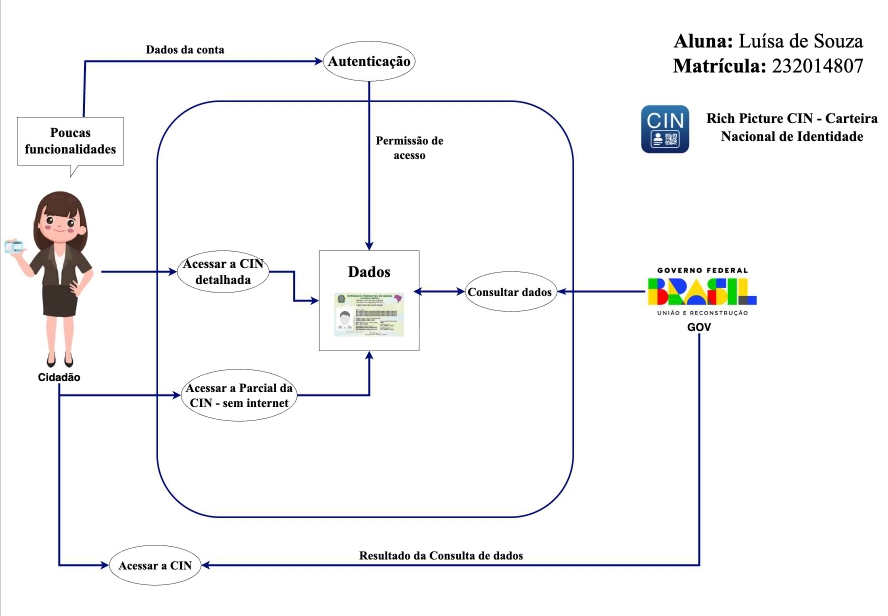 Aluna: Luísa de Souza
Matrícula: 232014807
CIN
Rich Picture CIN - Carteira
Nacional de Identidade
Dados da conta
Autenticação
Poucas
funcionalidades
Permissão de
acesso
Acessar a CIN
detalhada
Dados
Consultar dados
GOVERNO FEDERAL
BRASIL
UNIÃO E RECONSTRUÇÃO
GOV
Cidadão
Acessar a Parcial da
CIN - sem internet
Resultado da Consulta de dados
Acessar a CIN